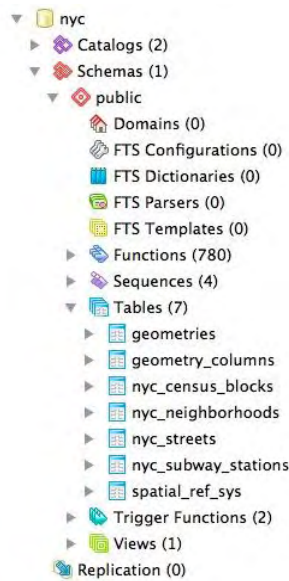 nyc
Catalogs (2)
Schemas (1)
public
Domains (0)
FTS Configurations (0)
FTS Dictionaries (0)
FTS Parsers (0)
FTS Templates (0)
Functions (780)
Sequences (4)
Tables (7)
geometries
geometry_columns
nyc_census_blocks
nyc_neighborhoods
nyc_streets
nyc_subway_stations
spatial_ref_sys
Trigger Functions (2)
Views (1)
Replication (0)